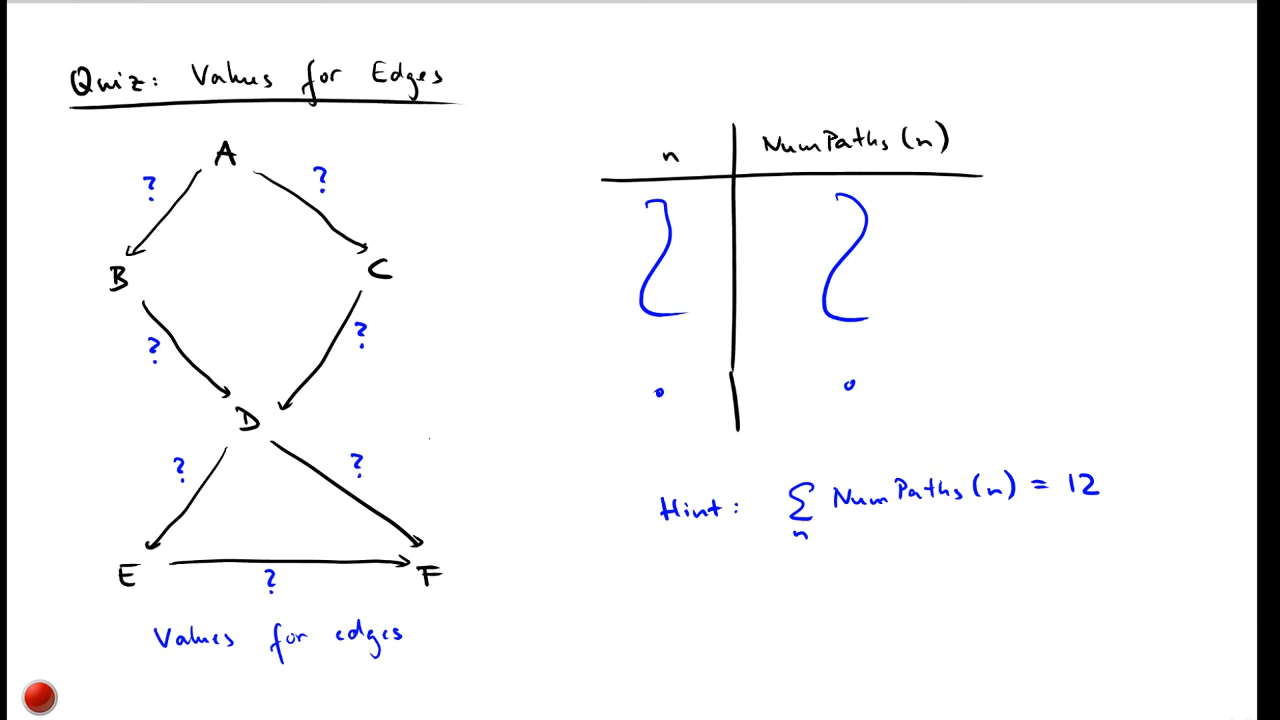 Quiz: Values for Edges
A
? ?
B C
? ?
D
? ?
E F
?
Values for edges
n NumPaths (n)
Hint: ∑ NumPaths (n) = 12
n